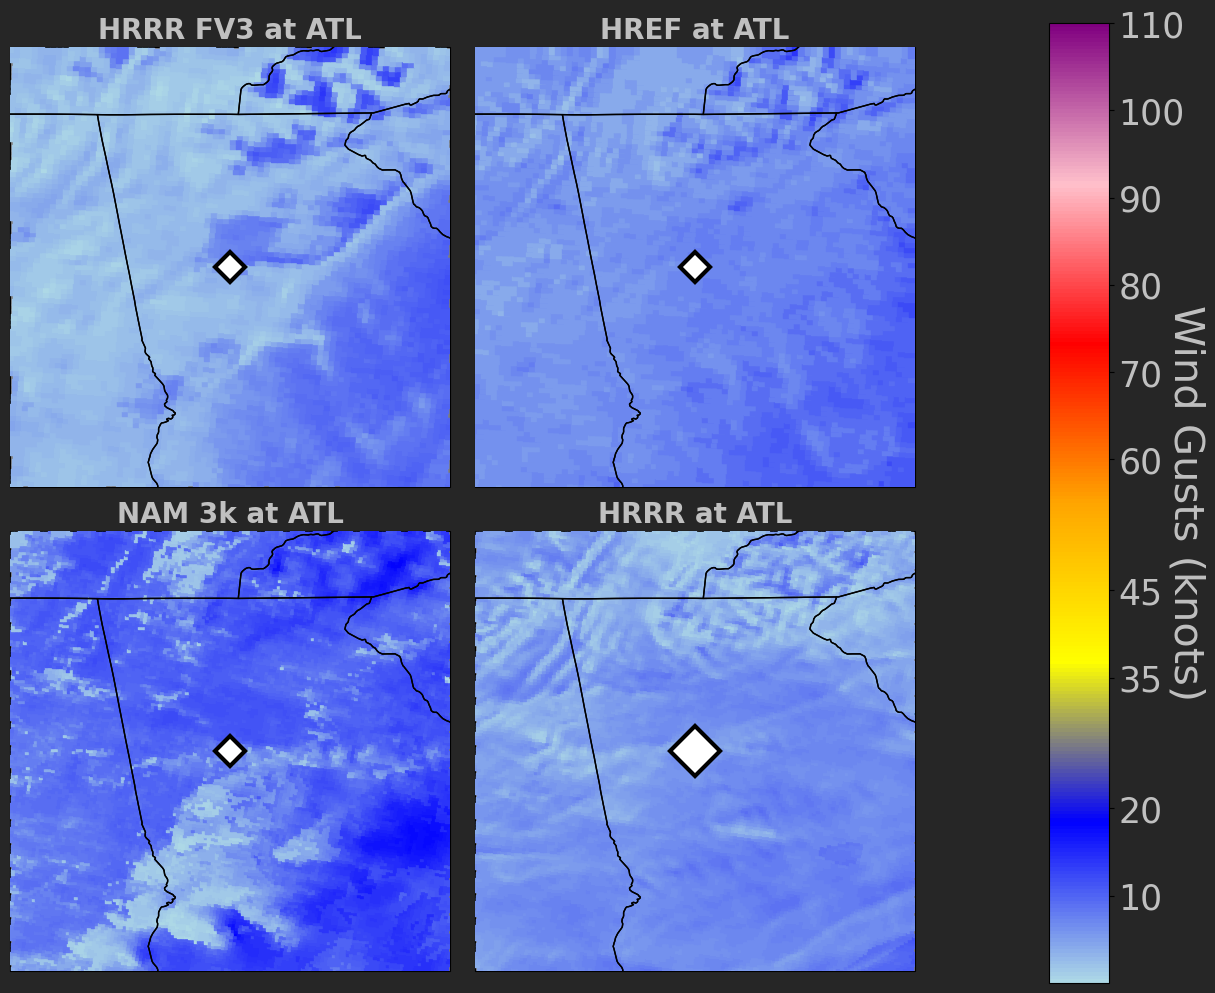 HRRR FV3 at ATL
HREF at ATL
NAM 3k at ATL
HRRR at ATL
110
100
90
80
70
60
45
35
20
10
Wind Gusts (knots)